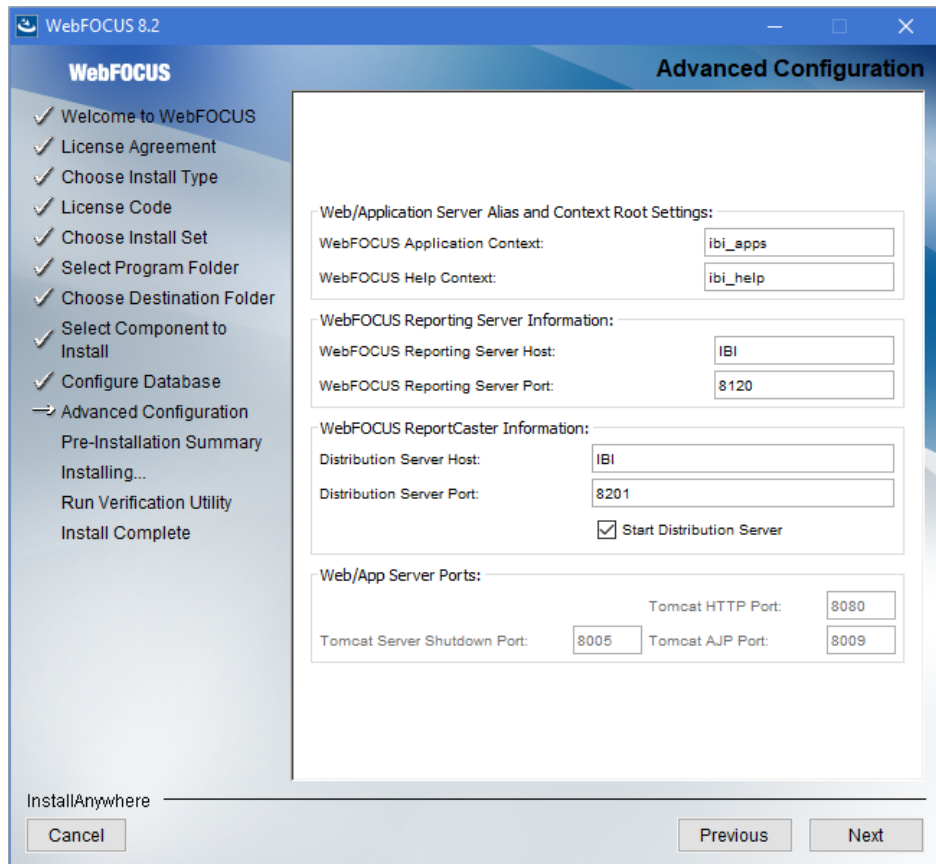 WebFOCUS 8.2
WebFOCUS
Advanced Configuration
Welcome to WebFOCUS
License Agreement
Choose Install Type
License Code
Choose Install Set
Select Program Folder
Choose Destination Folder
Select Component to
Install
Configure Database
Advanced Configuration
Pre-Installation Summary
Installing...
Run Verification Utility
Install Complete
Web/Application Server Alias and Context Root Settings:
WebFOCUS Application Context: ibi_apps
WebFOCUS Help Context: ibi_help
WebFOCUS Reporting Server Information:
WebFOCUS Reporting Server Host: IBI
WebFOCUS Reporting Server Port: 8120
WebFOCUS ReportCaster Information:
Distribution Server Host: IBI
Distribution Server Port: 8201
Start Distribution Server
Web/App Server Ports:
Tomcat HTTP Port: 8080
Tomcat Server Shutdown Port: 8005 Tomcat AJP Port: 8009
InstallAnywhere
Cancel Previous Next